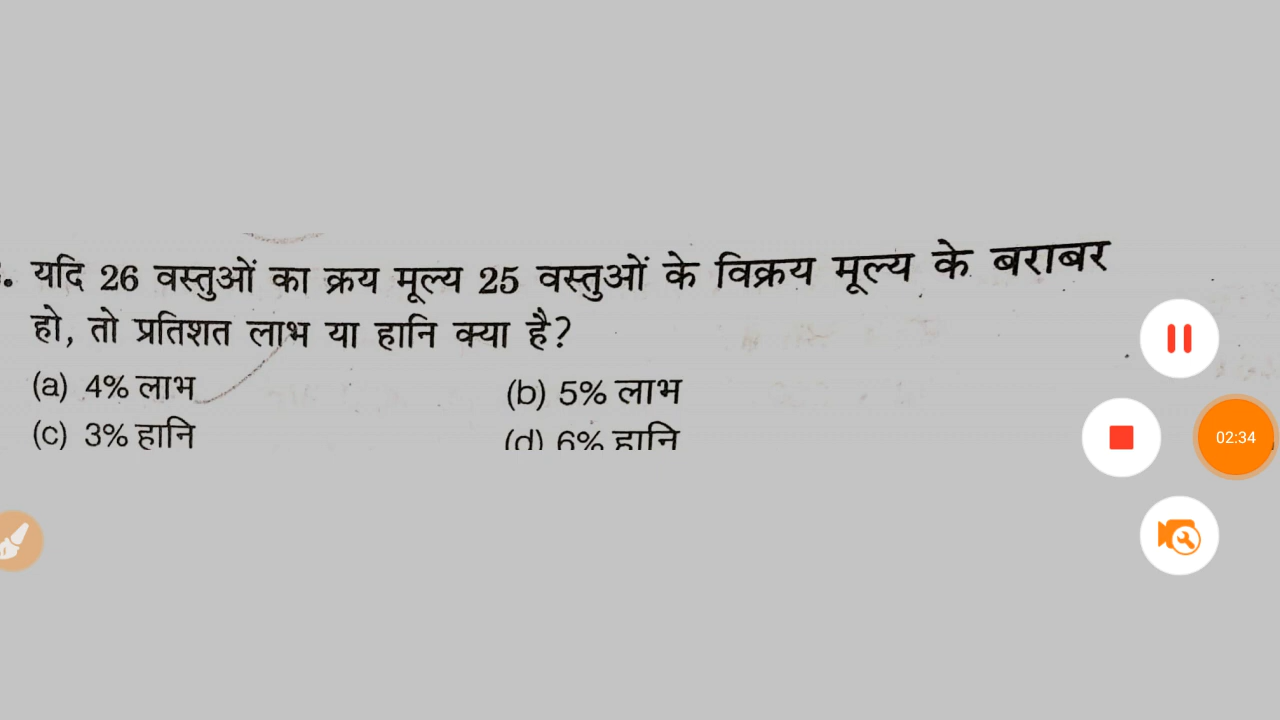 . यदि 26 वस्तुओं का क्रय मूल्य 25 वस्तुओं के विक्रय मूल्य के बराबर
हो, तो प्रतिशत लाभ या हानि क्या है?
(a) 4% लाभ (b) 5% लाभ
(c) 3% हानि (d) 6% हानि
02:34